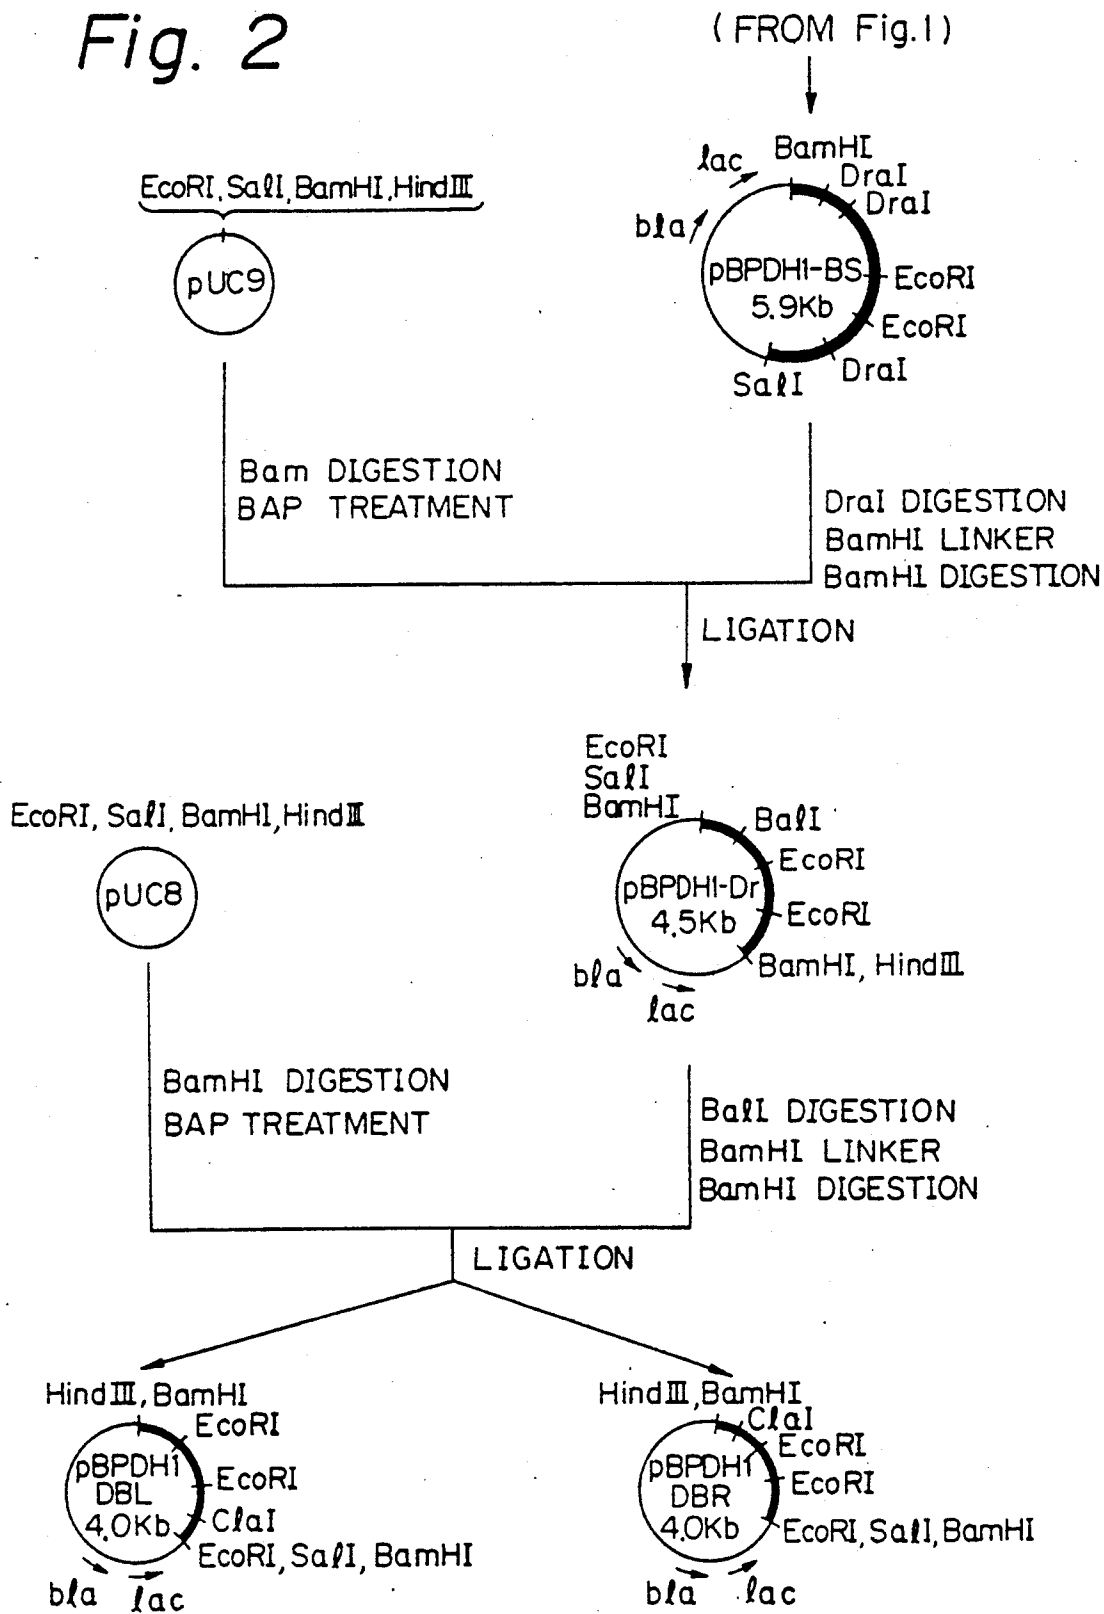 Fig. 2
(FROM Fig.1)
EcoRI, SalI, BamHI, HindIII
pUC9
lac
bla
BamHI
DraI
DraI
pBPDH1-BS
5.9Kb
EcoRI
EcoRI
DraI
SalI
Bam DIGESTION
BAP TREATMENT
DraI DIGESTION
BamHI LINKER
BamHI DIGESTION
LIGATION
EcoRI, SalI, BamHI, HindIII
pUC8
EcoRI
SalI
BamHI
BalI
EcoRI
pBPDH1-Dr
4.5Kb
EcoRI
BamHI, HindIII
bla
lac
BamHI DIGESTION
BAP TREATMENT
BalI DIGESTION
BamHI LINKER
BamHI DIGESTION
LIGATION
HindIII, BamHI
EcoRI
pBPDH1
DBL
4.0Kb
EcoRI
ClaI
EcoRI, SalI, BamHI
bla
lac
HindIII, BamHI
ClaI
EcoRI
pBPDH1
DBR
4.0Kb
EcoRI
EcoRI, SalI, BamHI
bla
lac